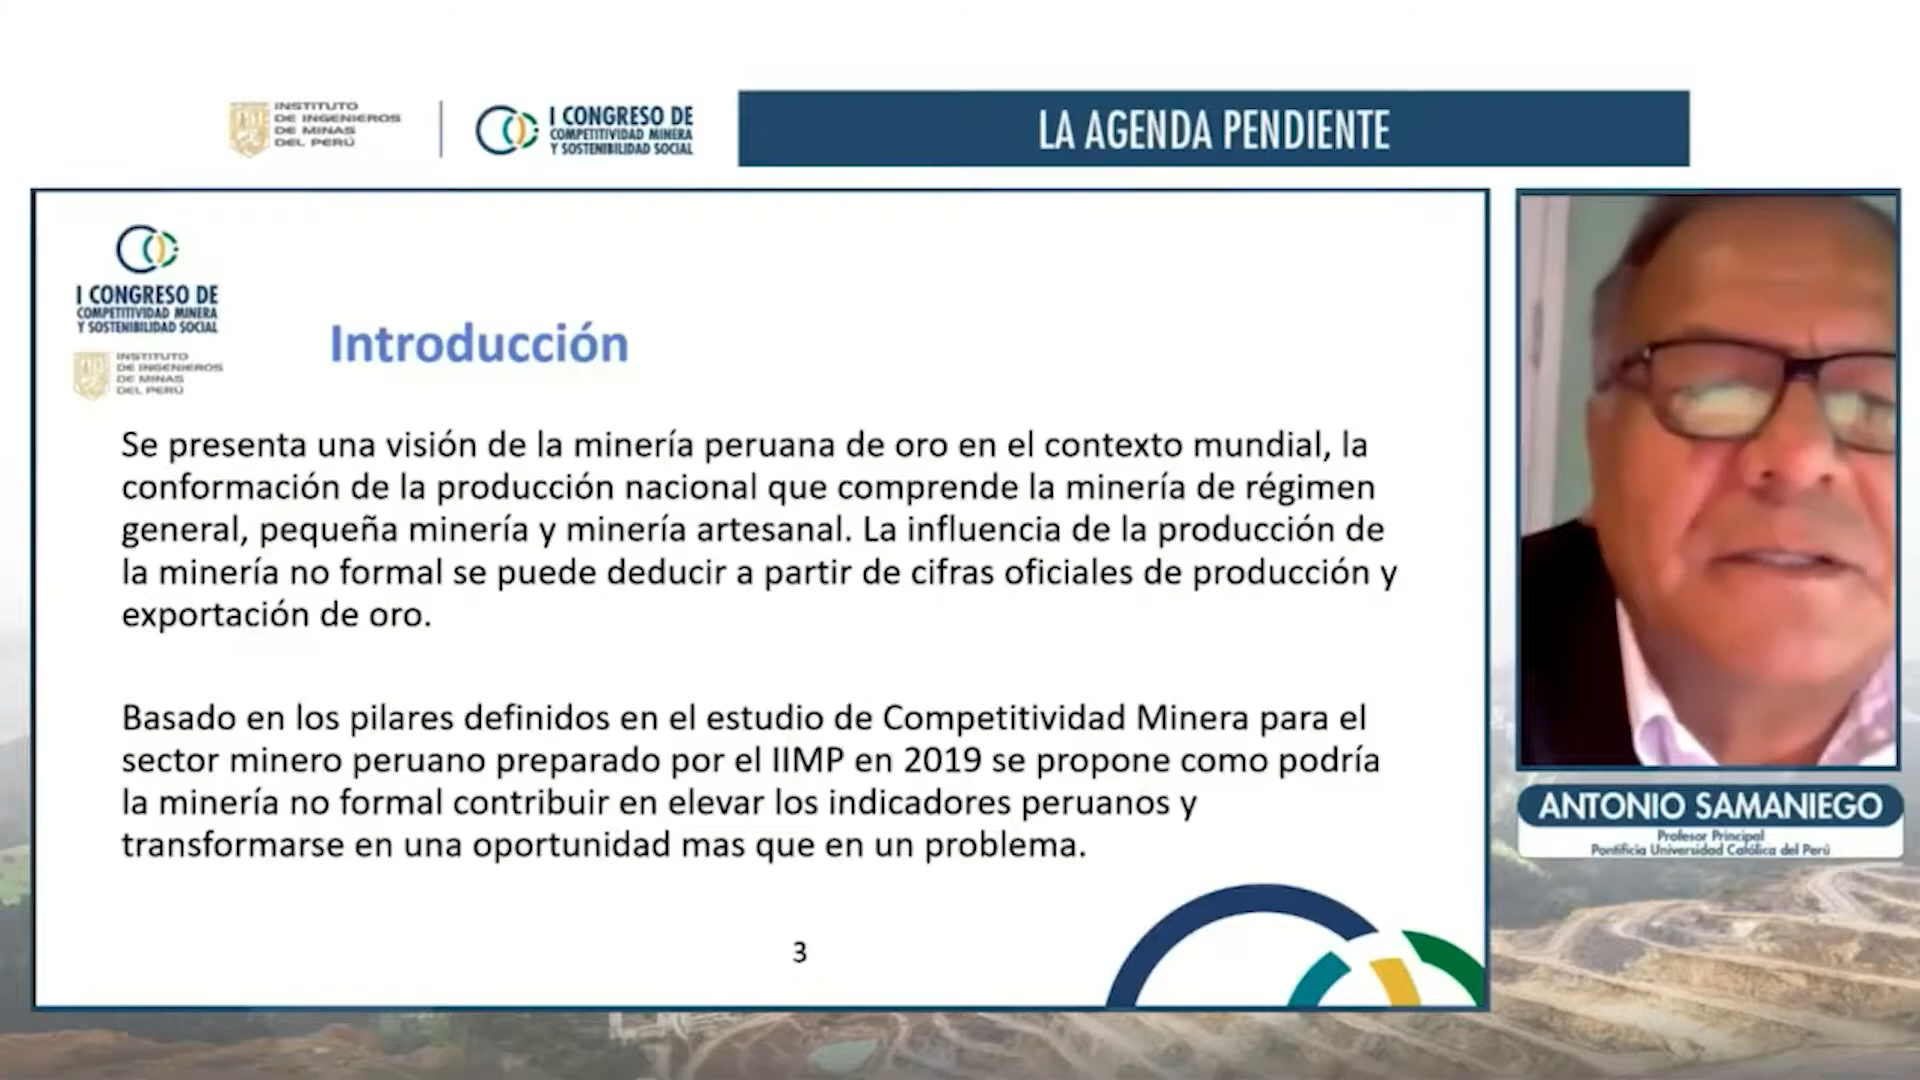 INSTITUTO
DE INGENIEROS
DE MINAS
DEL PERÚ
I CONGRESO DE
COMPETITIVIDAD MINERA
Y SOSTENIBILIDAD SOCIAL
LA AGENDA PENDIENTE
I CONGRESO DE
COMPETITIVIDAD MINERA
Y SOSTENIBILIDAD SOCIAL
INSTITUTO
DE INGENIEROS
DE MINAS
DEL PERÚ
Introducción
Se presenta una visión de la minería peruana de oro en el contexto mundial, la
conformación de la producción nacional que comprende la minería de régimen
general, pequeña minería y minería artesanal. La influencia de la producción de
la minería no formal se puede deducir a partir de cifras oficiales de producción y
exportación de oro.
Basado en los pilares definidos en el estudio de Competitividad Minera para el
sector minero peruano preparado por el IIMP en 2019 se propone como podría
la minería no formal contribuir en elevar los indicadores peruanos y
transformarse en una oportunidad mas que en un problema.
3
ANTONIO SAMANIEGO
Profesor Principal
Pontificia Universidad Católica del Perú